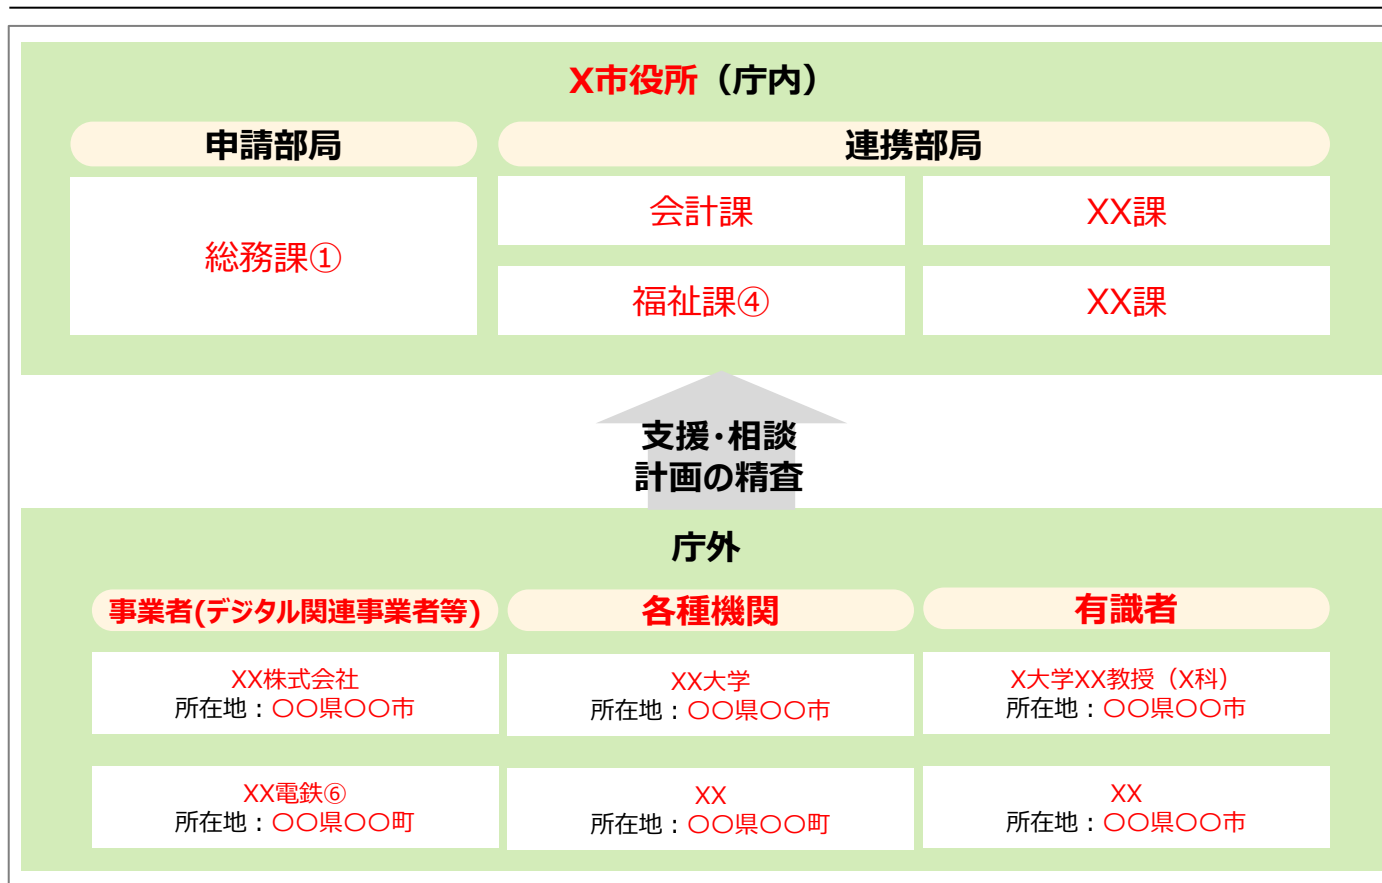 X市役所（庁内）
申請部局
連携部局
総務課①
会計課
XX課
福祉課④
XX課
支援・相談
計画の精査
庁外
事業者(デジタル関連事業者等)
各種機関
有識者
XX株式会社
所在地：〇〇県〇〇市
XX大学
所在地：〇〇県〇〇市
X大学XX教授（X科）
所在地：〇〇県〇〇市
XX電鉄⑥
所在地：〇〇県〇〇町
XX
所在地：〇〇県〇〇町
XX
所在地：〇〇県〇〇市